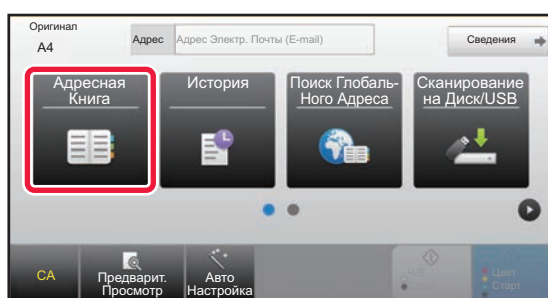 Оригинал
A4
Адрес
Адрес Электр. Почты (E-mail)
Сведения
Адресная
Книга
История
Поиск Глобаль-
Ного Адреса
Сканирование
на Диск/USB
CA
Предварит.
Просмотр
Авто
Настройка
Ч/Б
Цвет
Старт